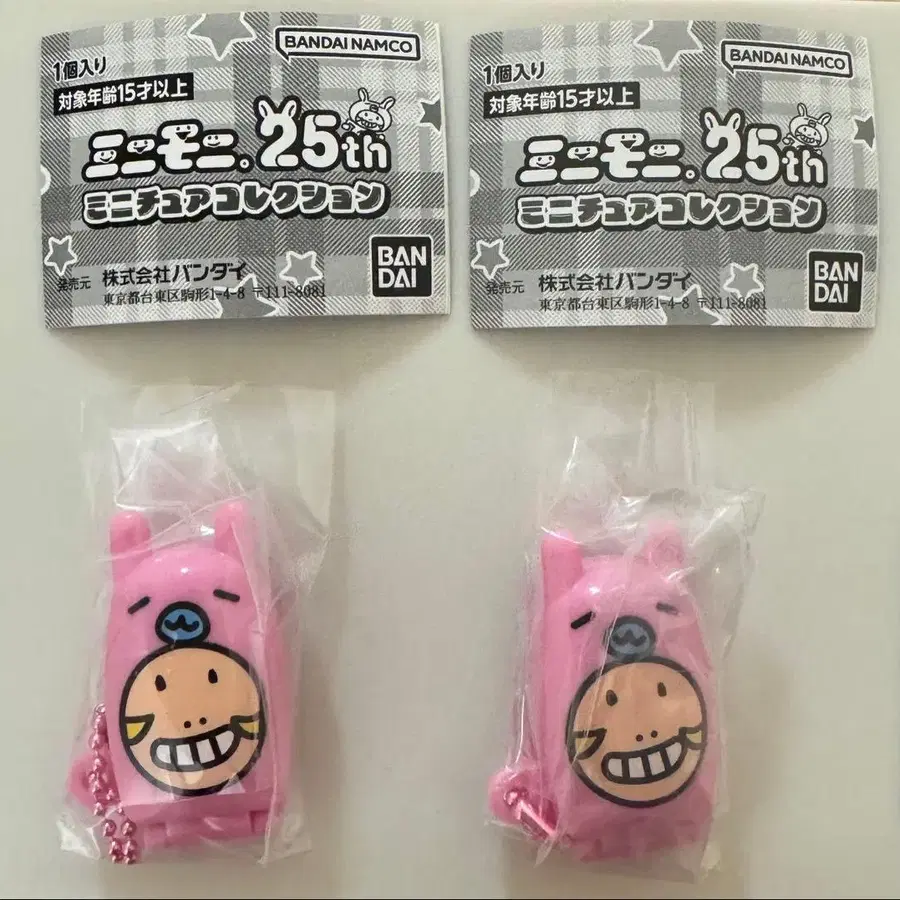 BANDAI NAMCO
1個入り
対象年齢15才以上
ミニモニ。25th
ミニチュアコレクション
発売元 株式会社バンダイ
東京都台東区駒形1-4-8 〒111-8081
BAN
DAI
BANDAI NAMCO
1個入り
対象年齢15才以上
ミニモニ。25th
ミニチュアコレクション
発売元 株式会社バンダイ
東京都台東区駒形1-4-8 〒111-8081
BAN
DAI